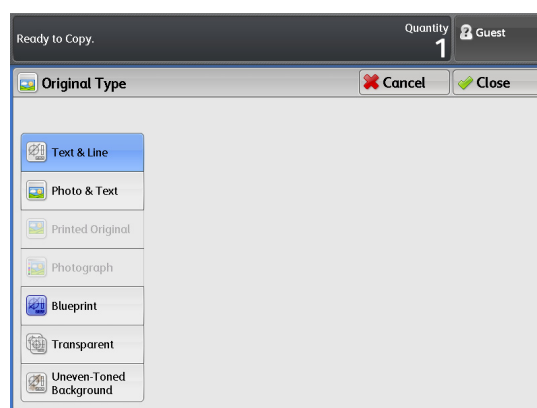 Ready to Copy.
Quantity
1
Guest
Original Type
Cancel
Close
Text & Line
Photo & Text
Printed Original
Photograph
Blueprint
Transparent
Uneven-Toned
Background